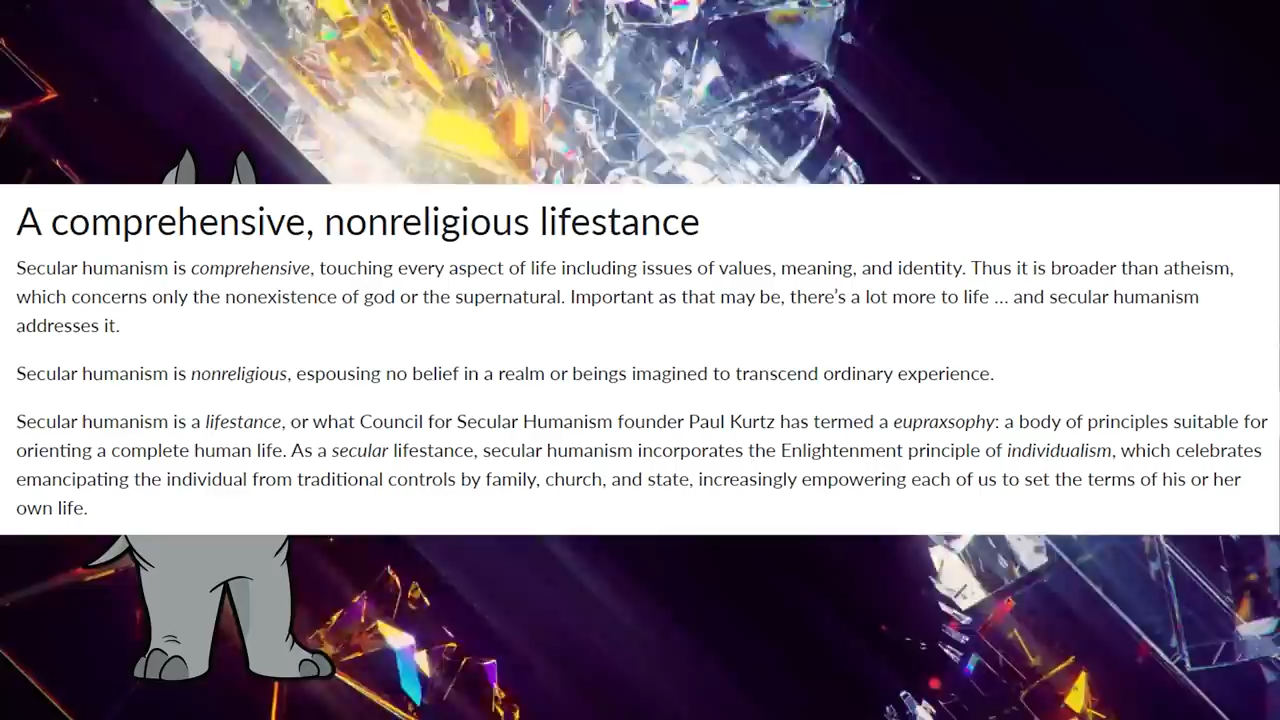 A comprehensive, nonreligious lifestance
Secular humanism is comprehensive, touching every aspect of life including issues of values, meaning, and identity. Thus it is broader than atheism,
which concerns only the nonexistence of god or the supernatural. Important as that may be, there's a lot more to life ... and secular humanism
addresses it.
Secular humanism is nonreligious, espousing no belief in a realm or beings imagined to transcend ordinary experience.
Secular humanism is a lifestance, or what Council for Secular Humanism founder Paul Kurtz has termed a eupraxsophy: a body of principles suitable for
orienting a complete human life. As a secular lifestance, secular humanism incorporates the Enlightenment principle of individualism, which celebrates
emancipating the individual from traditional controls by family, church, and state, increasingly empowering each of us to set the terms of his or her
own life.